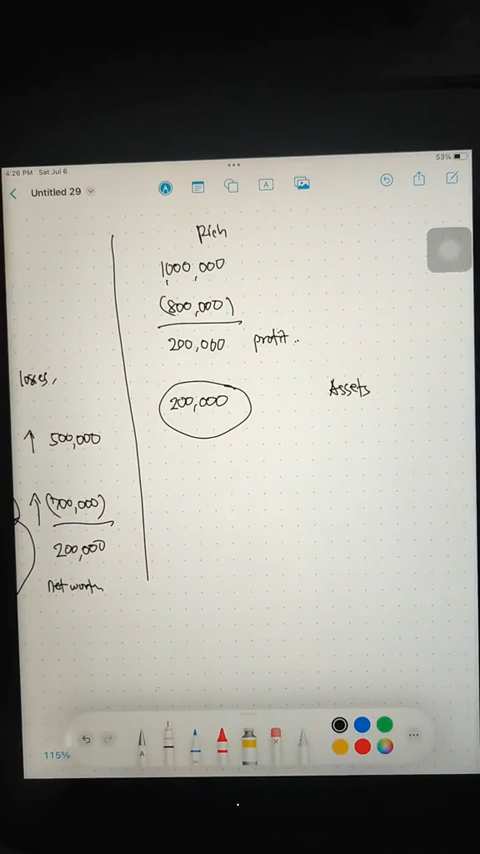 4:26 PM Sat Jul 6
53%
Untitled 29
A
Rich
1000,000
(800,000)
200,000 profit..
200,000
Assets
losses,
↑ 500,000
↑ (700,000)
200,000
net worth
A
115%